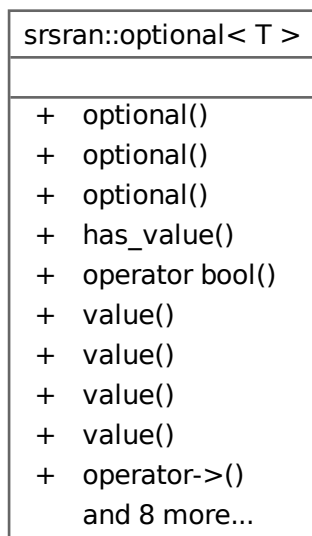 srsran::optional< T >
+ optional()
+ optional()
+ optional()
+ has_value()
+ operator bool()
+ value()
+ value()
+ value()
+ value()
+ operator->()
and 8 more...